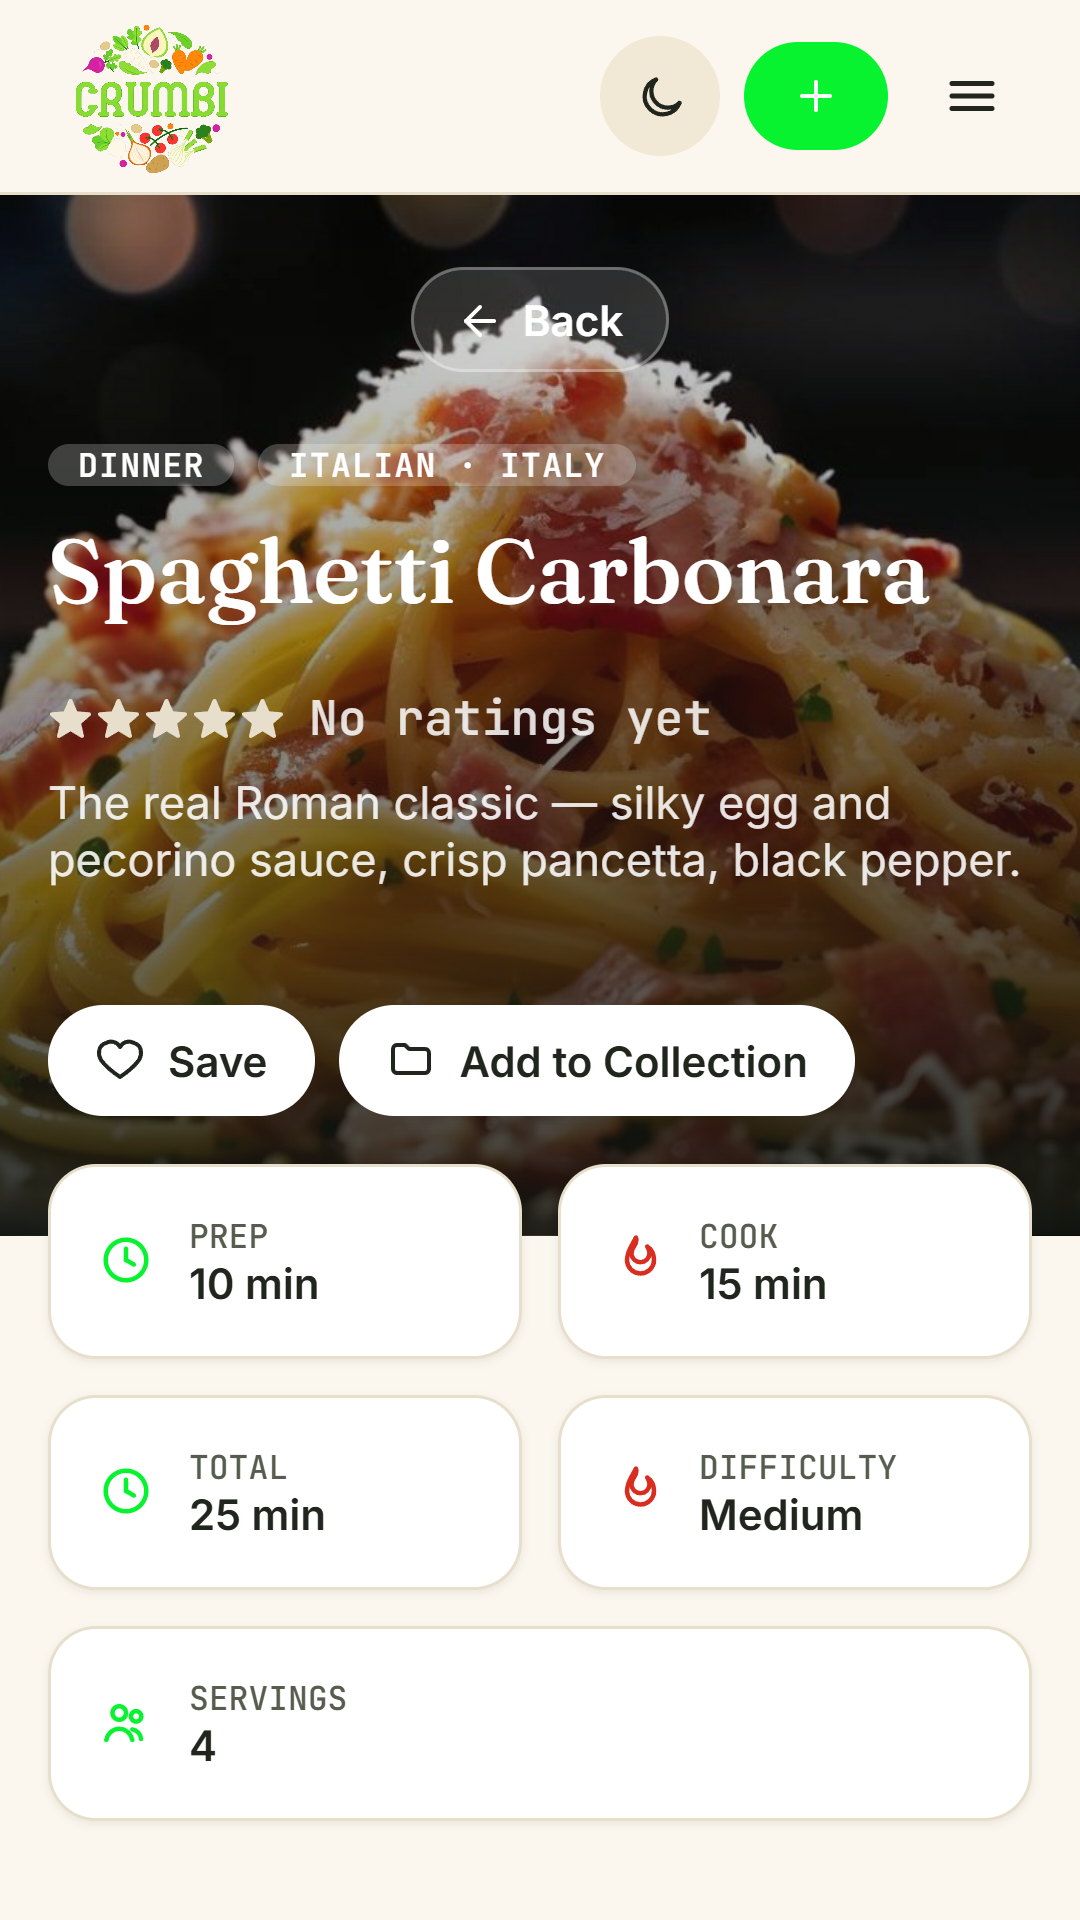 CRUMBI
Back
DINNER
ITALIAN · ITALY
Spaghetti Carbonara
No ratings yet
The real Roman classic — silky egg and
pecorino sauce, crisp pancetta, black pepper.
Save
Add to Collection
PREP
10 min
COOK
15 min
TOTAL
25 min
DIFFICULTY
Medium
SERVINGS
4